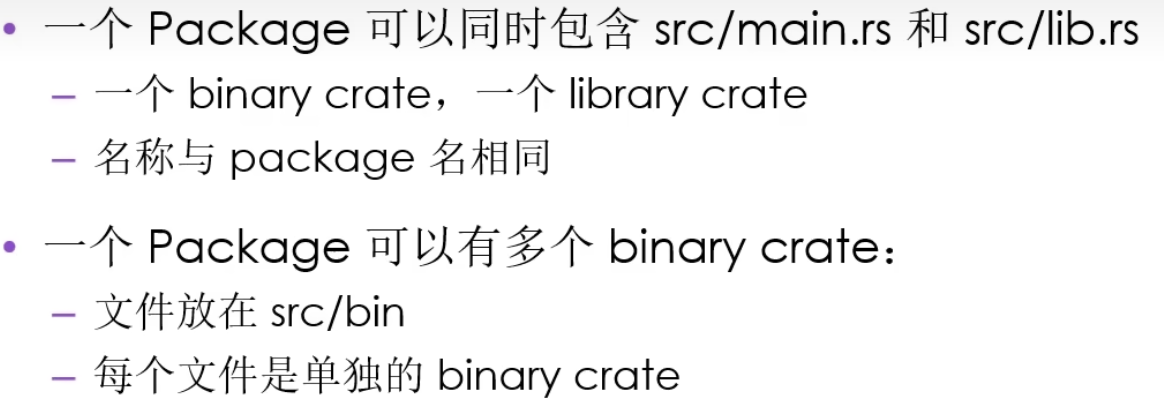 • 一个 Package 可以同时包含 src/main.rs 和 src/lib.rs
– 一个 binary crate，一个 library crate
– 名称与 package 名相同
• 一个 Package 可以有多个 binary crate：
– 文件放在 src/bin
– 每个文件是单独的 binary crate